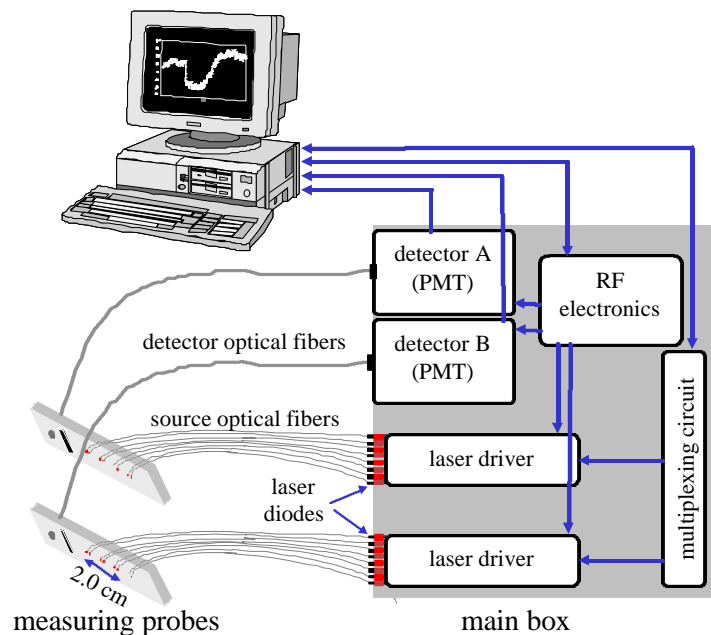 detector A
(PMT)
RF
electronics
detector B
(PMT)
detector optical fibers
source optical fibers
laser driver
multiplexing circuit
laser
diodes
laser driver
2.0 cm
measuring probes
main box